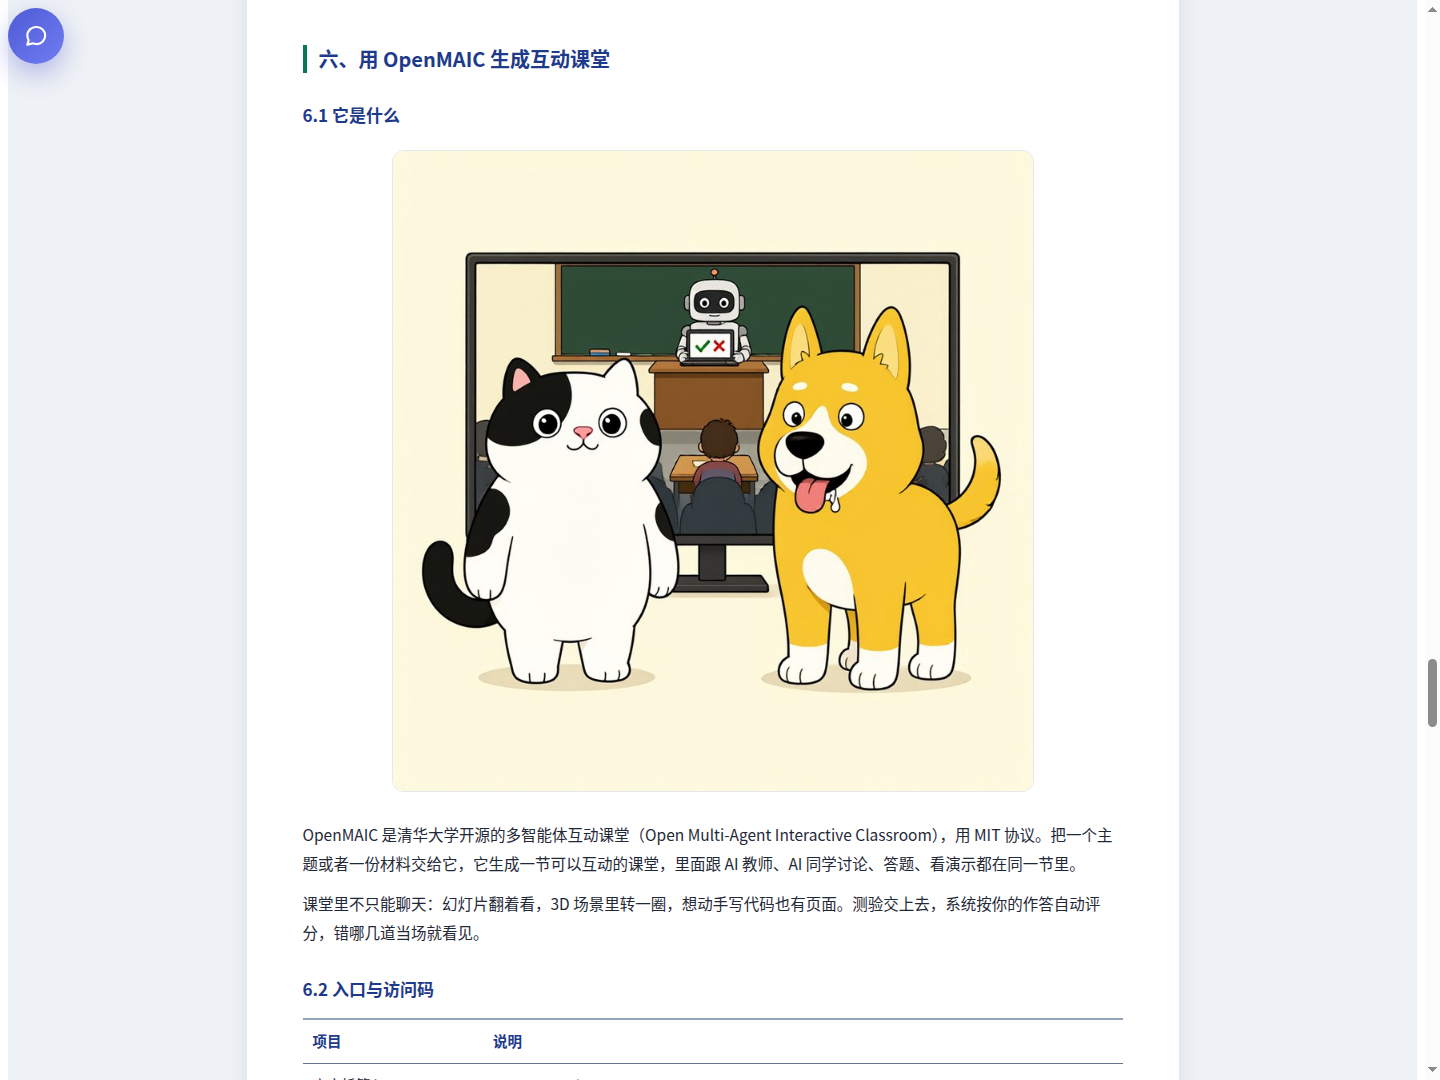 六、用 OpenMAIC 生成互动课堂
6.1 它是什么
OpenMAIC 是清华大学开源的多智能体互动课堂（Open Multi-Agent Interactive Classroom），用 MIT 协议。把一个主
题或者一份材料交给它，它生成一节可以互动的课堂，里面跟 AI 教师、AI 同学讨论、答题、看演示都在同一节里。
课堂里不只能聊天：幻灯片翻着看，3D 场景里转一圈，想动手写代码也有页面。测验交上去，系统按你的作答自动评
分，错哪几道当场就看见。
6.2 入口与访问码
项目 说明